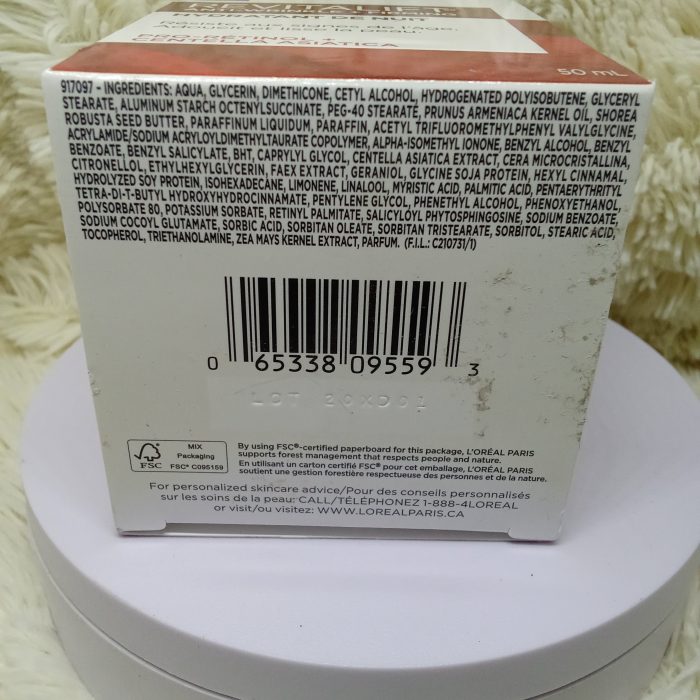 HYDRATANT DE NUIT
PRO-RETINOL +
CENTELLA ASIÁTICA
50 mL
917097 - INGREDIENTS: AQUA, GLYCERIN, DIMETHICONE, CETYL ALCOHOL, HYDROGENATED POLYISOBUTENE, GLYCERYL
STEARATE, ALUMINUM STARCH OCTENYLSUCCINATE, PEG-40 STEARATE, PRUNUS ARMENIACA KERNEL OIL, SHOREA
ROBUSTA SEED BUTTER, PARAFFINUM LIQUIDUM, PARAFFIN, ACETYL TRIFLUOROMETHYLPHENYL VALYLGLYCINE,
ACRYLAMIDE/SODIUM ACRYLOYLDIMETHYLTAURATE COPOLYMER, ALPHA-ISOMETHYL IONONE, BENZYL ALCOHOL, BENZYL
BENZOATE, BENZYL SALICYLATE, BHT, CAPRYLYL GLYCOL, CENTELLA ASIATICA EXTRACT, CERA MICROCRISTALLINA,
CITRONELLOL, ETHYLHEXYLGLYCERIN, FAEX EXTRACT, GERANIOL, GLYCINE SOJA PROTEIN, HEXYL CINNAMAL,
HYDROLYZED SOY PROTEIN, ISOHEXADECANE, LIMONENE, LINALOOL, MYRISTIC ACID, PALMITIC ACID, PENTAERYTHRITYL
TETRA-DI-T-BUTYL HYDROXYHYDROCINNAMATE, PENTYLENE GLYCOL, PHENETHYL ALCOHOL, PHENOXYETHANOL,
POLYSORBATE 80, POTASSIUM SORBATE, RETINYL PALMITATE, SALICYLOYL PHYTOSPHINGOSINE, SODIUM BENZOATE,
SODIUM COCOYL GLUTAMATE, SORBIC ACID, SORBITAN OLEATE, SORBITAN TRISTEARATE, SORBITOL, STEARIC ACID,
TOCOPHEROL, TRIETHANOLAMINE, ZEA MAYS KERNEL EXTRACT, PARFUM. (F.I.L.: C210731/1)
0 65338 09559 3
LOT 20XD01
FSC
MIX
Packaging
FSC® C095159
By using FSC®-certified paperboard for this package, L'ORÉAL PARIS
supports forest management that respects people and nature.
En utilisant un carton certifié FSC® pour cet emballage, L'ORÉAL PARIS
soutient une gestion forestière respectueuse des personnes et de la nature.
For personalized skincare advice/Pour des conseils personnalisés
sur les soins de la peau: CALL/TÉLÉPHONEZ 1-888-4LOREAL
or visit/ou visitez: WWW.LOREALPARIS.CA